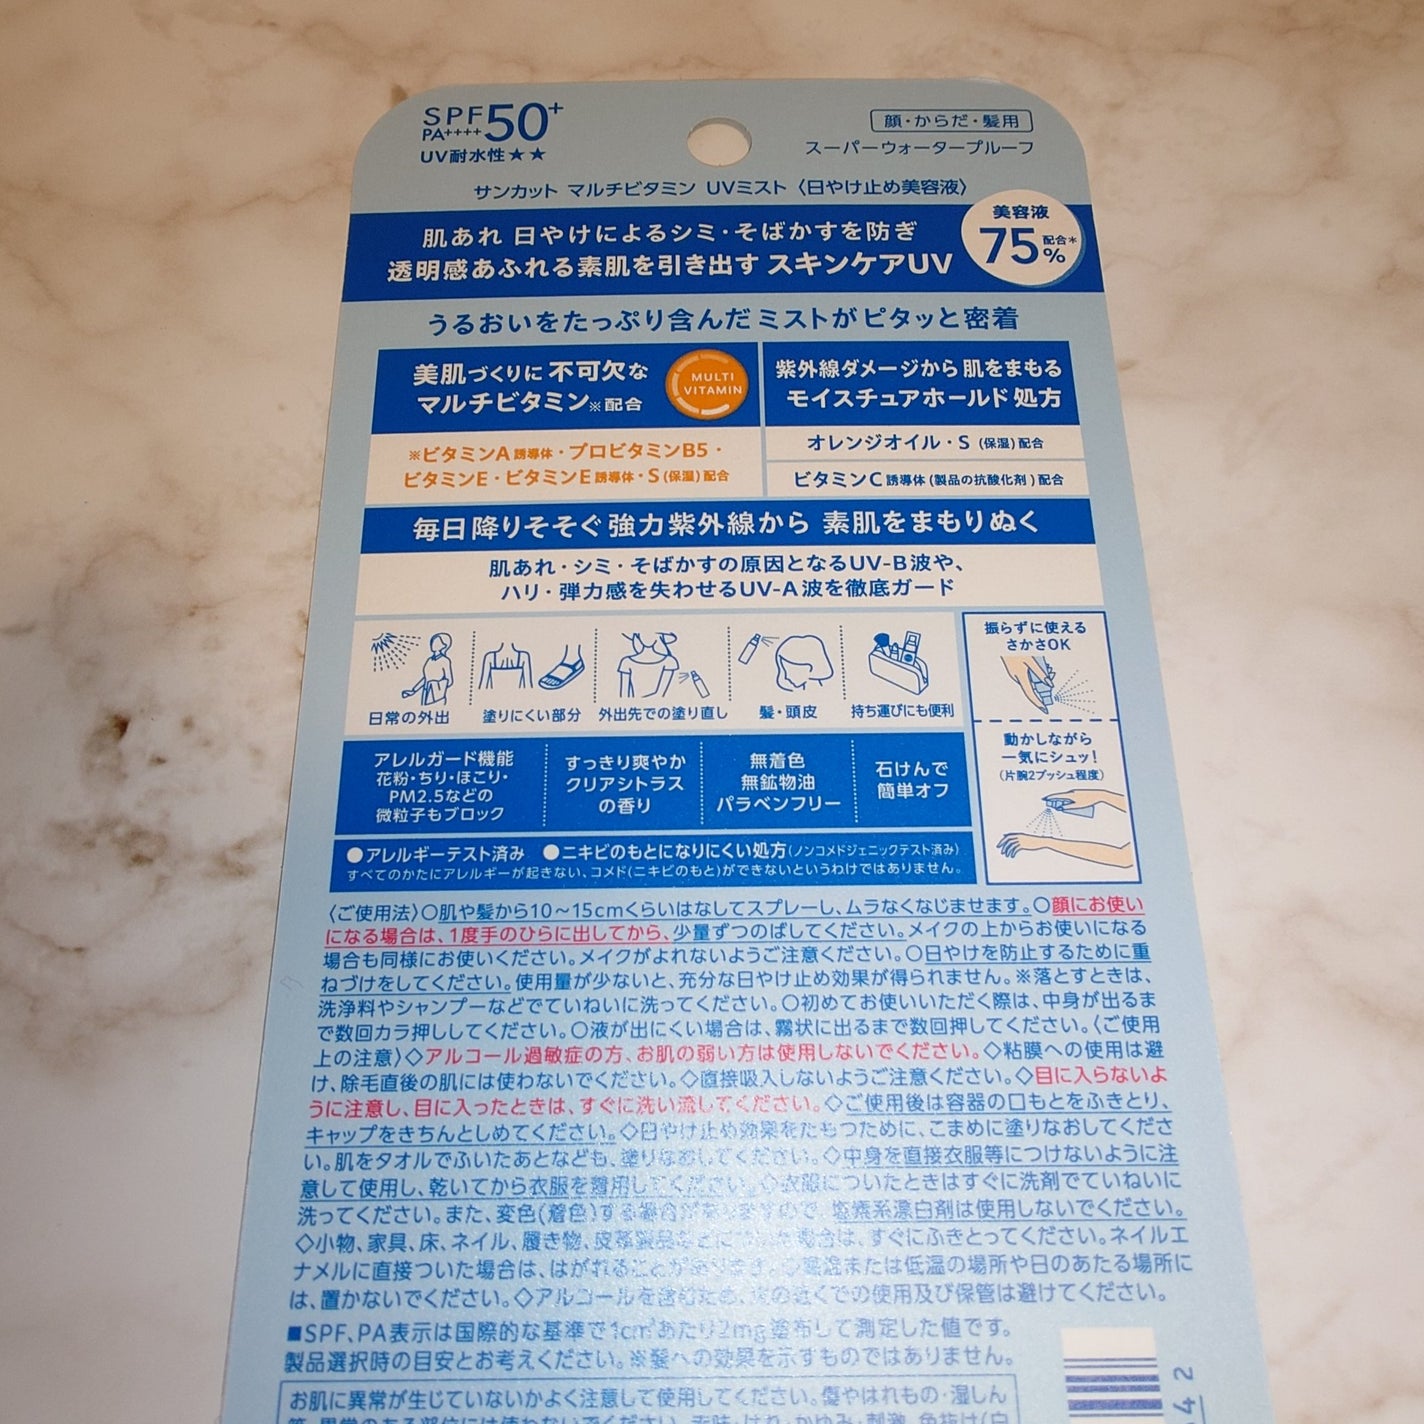 SPF50+
PA++++
UV耐水性★★
顔・からだ・髪用
スーパーウォータープルーフ
サンカット マルチビタミン UVミスト〈日やけ止め美容液〉
肌あれ 日やけによるシミ・そばかすを防ぎ
透明感あふれる素肌を引き出す スキンケアUV
美容液
75%配合*
うるおいをたっぷり含んだミストがピタッと密着
美肌づくりに 不可欠な
マルチビタミン※配合
MULTI
VITAMIN
※ビタミンA誘導体・プロビタミンB5・
ビタミンE・ビタミンE誘導体・S(保湿)配合
紫外線ダメージから 肌をまもる
モイスチュアホールド 処方
オレンジオイル・S (保湿)配合
ビタミンC誘導体(製品の抗酸化剤)配合
毎日降りそそぐ強力紫外線から 素肌をまもりぬく
肌あれ・シミ・そばかすの原因となるUV-B波や、
ハリ・弾力感を失わせるUV-A波を徹底ガード
日常の外出
塗りにくい部分
外出先での塗り直し
髪・頭皮
持ち運びにも便利
振らずに使える
さかさOK
動かしながら
一気にシュッ!
(片腕2プッシュ程度)
アレルガード機能
花粉・ちり・ほこり・
PM2.5などの
微粒子もブロック
すっきり爽やか
クリアシトラス
の香り
無着色
無鉱物油
パラベンフリー
石けんで
簡単オフ
●アレルギーテスト済み ●ニキビのもとになりにくい処方(ノンコメドジェニックテスト済み)
すべてのかたにアレルギーが起きない、コメド(ニキビのもと)ができないというわけではありません。
〈ご使用法〉○肌や髪から10～15cmくらいはなしてスプレーし、ムラなくなじませます。○顔にお使い
になる場合は、1度手のひらに出してから、少量ずつのばしてください。メイクの上からお使いになる
場合も同様にお使いください。メイクがよれないようご注意ください。○日やけを防止するために重
ねづけをしてください。使用量が少ないと、充分な日やけ止め効果が得られません。※落とすときは、
洗浄料やシャンプーなどでていねいに洗ってください。○初めてお使いいただく際は、中身が出るま
で数回カラ押ししてください。○液が出にくい場合は、霧状に出るまで数回押してください。〈ご使用
上の注意〉◇アルコール過敏症の方、お肌の弱い方は使用しないでください。◇粘膜への使用は避
け、除毛直後の肌には使わないでください。◇直接吸入しないようご注意ください。◇目に入らないよ
うに注意し、目に入ったときは、すぐに洗い流してください。◇ご使用後は容器の口もとをふきとり、
キャップをきちんとしめてください。◇日やけ止め効果をたもつために、こまめに塗りなおしてくださ
い。肌をタオルでふいたあとなども、塗りなおしてください。◇中身を直接衣服等につけないように注
意して使用し、乾いてから衣服を着用してください。◇衣服についたときはすぐに洗剤でていねいに
洗ってください。また、変色(着色)する場合がありますので、塩素系漂白剤は使用しないでください。
◇小物、家具、床、ネイル、履き物、皮革製品などについた場合は、すぐにふきとってください。ネイルエ
ナメルに直接ついた場合は、はがれることがあります。◇高温または低温の場所や日のあたる場所に
は、置かないでください。◇アルコールを含むため、火の近くでの使用及び保管は避けてください。
■SPF、PA表示は国際的な基準で1cm²あたり2mg塗布して測定した値です。
製品選択時の目安とお考えください。※髪への効果を示すものではありません。
お肌に異常が生じていないかよく注意して使用してください。傷やはれもの・湿しん